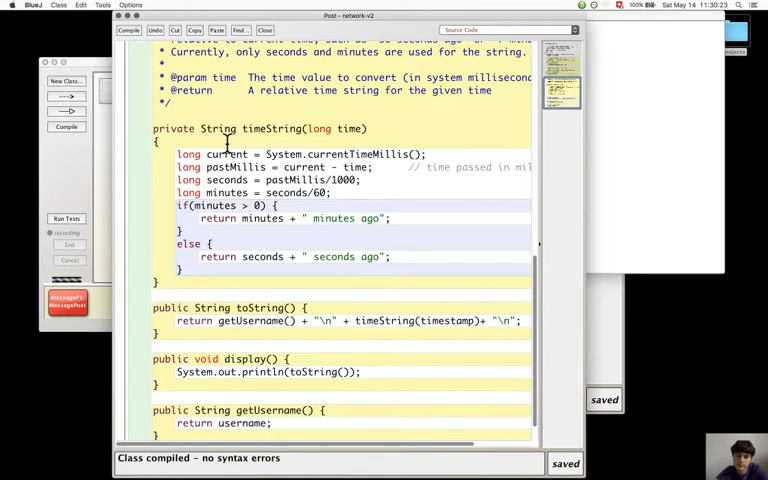 BlueJ Class Edit Tools Options
100% Sat May 14 11:30:23
Post - network-v2
Compile Undo Cut Copy Paste Find... Close Source Code
* Currently, only seconds and minutes are used for the string.
*
* @param time The time value to convert (in system millisecond
* @return A relative time string for the given time
*/
private String timeString(long time)
{
long current = System.currentTimeMillis();
long pastMillis = current - time; // time passed in mil
long seconds = pastMillis/1000;
long minutes = seconds/60;
if(minutes > 0) {
return minutes + " minutes ago";
}
else {
return seconds + " seconds ago";
}
}
public String toString() {
return getUsername() + "\n" + timeString(timestamp)+ "\n";
}
public void display() {
System.out.println(toString());
}
public String getUsername() {
return username;
}
Class compiled - no syntax errors
saved
New Class...
Compile
Run Tests
recording
End
Cancel
messageP1:
MessagePost
saved